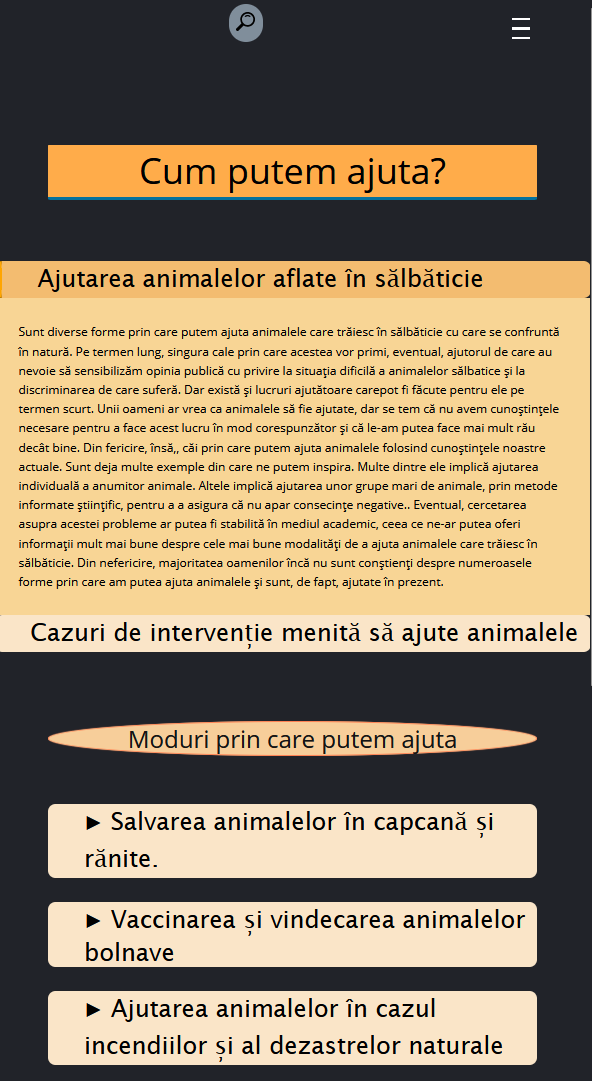 Cum putem ajuta?
Ajutarea animalelor aflate în sălbăticie
Sunt diverse forme prin care putem ajuta animalele care trăiesc în sălbăticie cu care se confruntă
în natură. Pe termen lung, singura cale prin care acestea vor primi, eventual, ajutorul de care au
nevoie să sensibilizăm opinia publică cu privire la situaţia dificilă a animalelor sălbatice şi la
discriminarea de care suferă. Dar există şi lucruri ajutătoare carepot fi făcute pentru ele pe
termen scurt. Unii oameni ar vrea ca animalele să fie ajutate, dar se tem că nu avem cunoştinţele
necesare pentru a face acest lucru în mod corespunzător şi că le-am putea face mai mult rău
decât bine. Din fericire, însă,, căi prin care putem ajuta animalele folosind cunoştinţele noastre
actuale. Sunt deja multe exemple din care ne putem inspira. Multe dintre ele implică ajutarea
individuală a anumitor animale. Altele implică ajutarea unor grupe mari de animale, prin metode
informate ştiinţific, pentru a a asigura că nu apar consecinţe negative.. Eventual, cercetarea
asupra acestei probleme ar putea fi stabilită în mediul academic, ceea ce ne-ar putea oferi
informaţii mult mai bune despre cele mai bune modalităţi de a ajuta animalele care trăiesc în
sălbăticie. Din nefericire, majoritatea oamenilor încă nu sunt conştienţi despre numeroasele
forme prin care am putea ajuta animalele şi sunt, de fapt, ajutate în prezent.
Cazuri de intervenție menită să ajute animalele
Moduri prin care putem ajuta
► Salvarea animalelor în capcană și
rănite.
► Vaccinarea și vindecarea animalelor
bolnave
► Ajutarea animalelor în cazul
incendiilor și al dezastrelor naturale